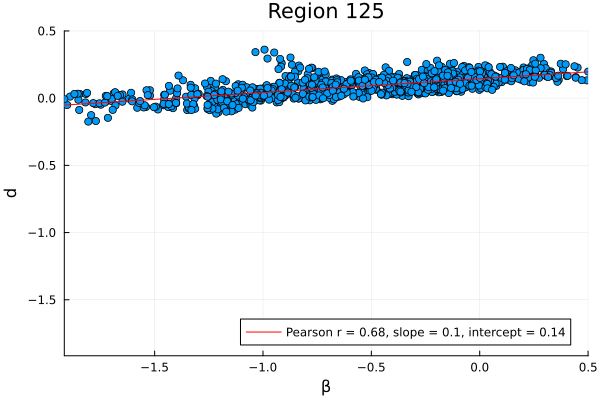 Region 125
0.5
0.0
−0.5
−1.0
−1.5
d
Pearson r = 0.68, slope = 0.1, intercept = 0.14
−1.5 −1.0 −0.5 0.0 0.5
β